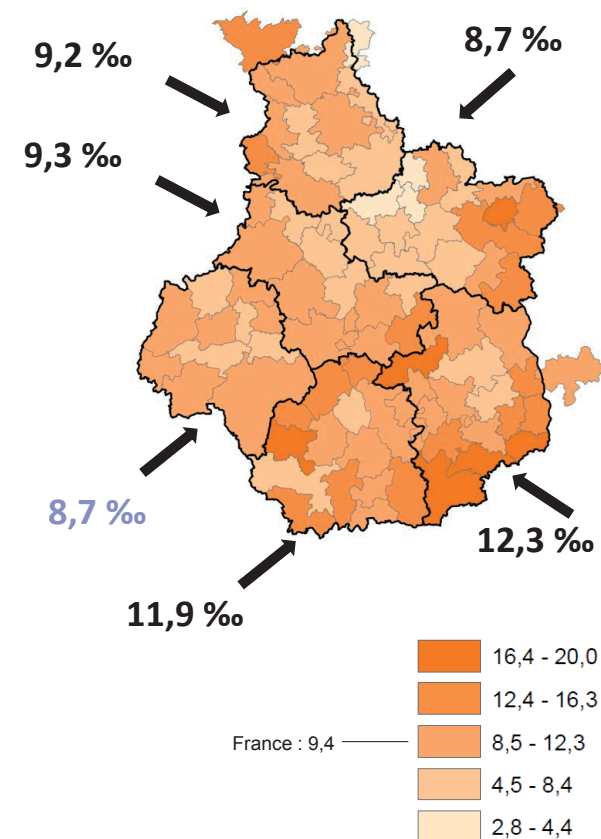 9,2 ‰
8,7 ‰
9,3 ‰
8,7 ‰
12,3 ‰
11,9 ‰
16,4 - 20,0
12,4 - 16,3
France : 9,4
8,5 - 12,3
4,5 - 8,4
2,8 - 4,4